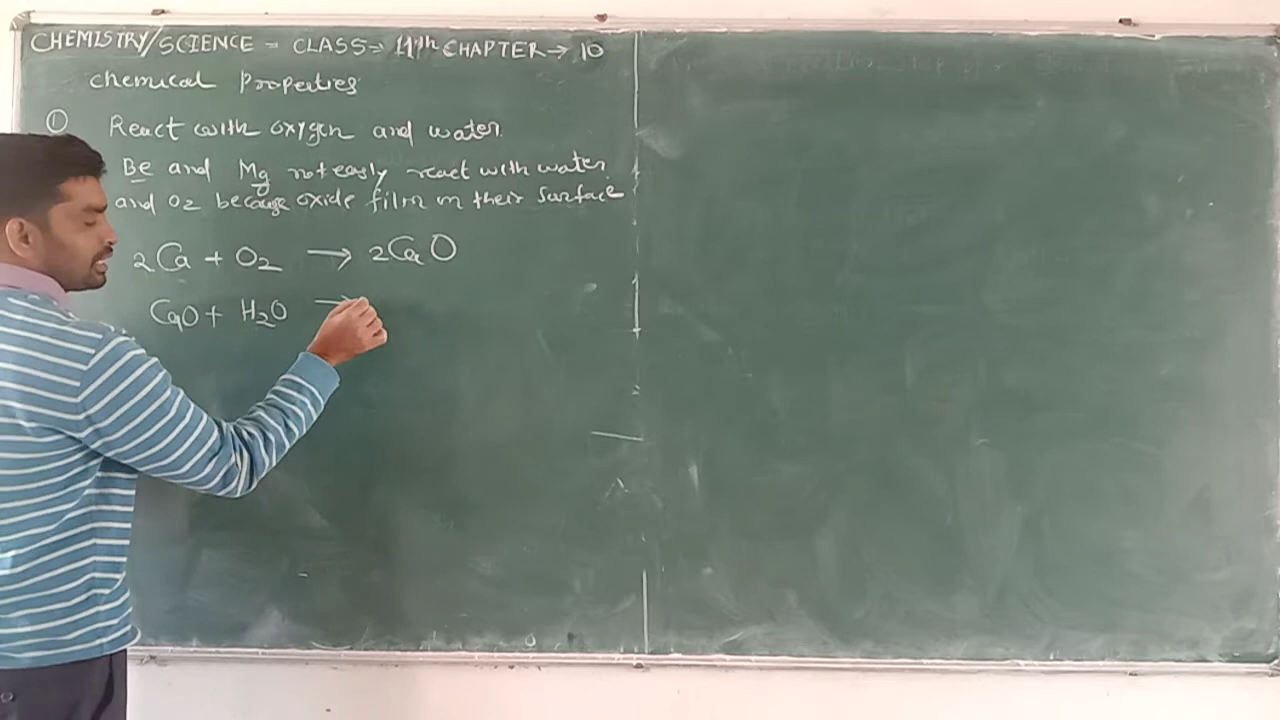 CHEMISTRY/SCIENCE = CLASS → 11th CHAPTER → 10
Chemical Properties
① React with oxygen and water.
Be and Mg not easly react with water
and O2 because oxide film on their surface
2Ca + O2 → 2CaO
CaO + H2O →